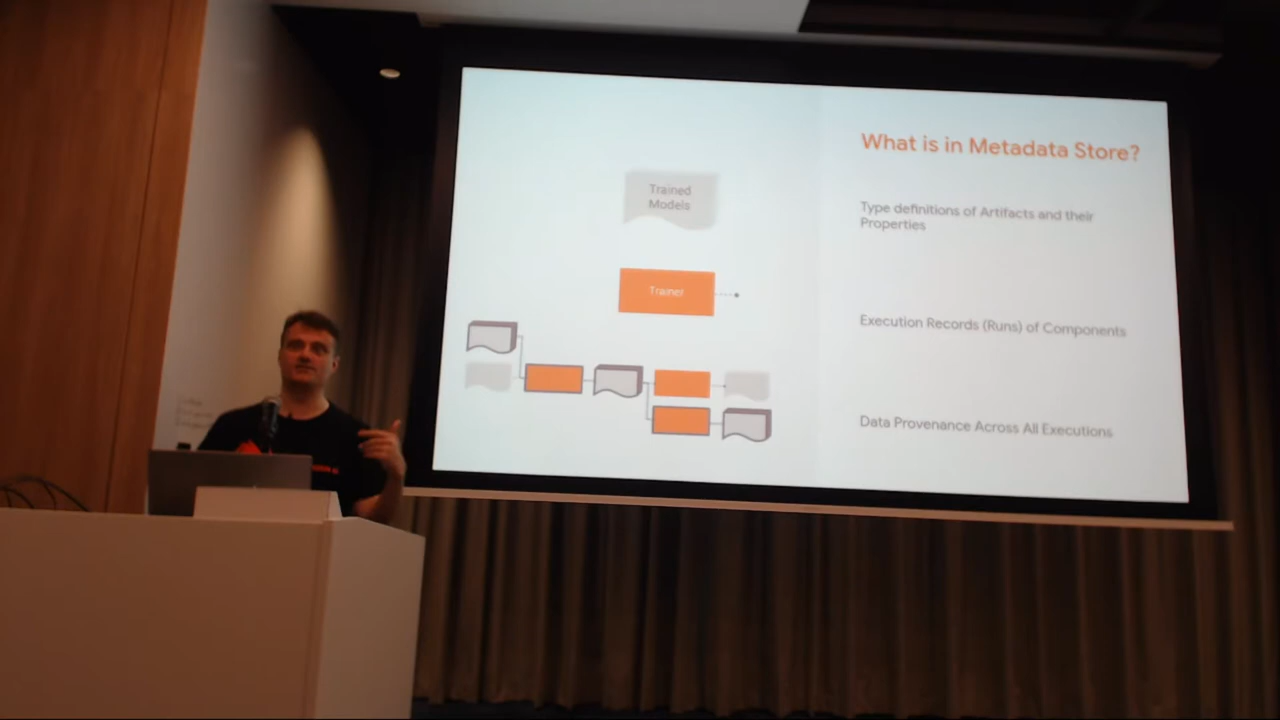 What is in Metadata Store?
Trained
Models
Type definitions of Artifacts and their
Properties
Trainer
Execution Records (Runs) of Components
Data Provenance Across All Executions